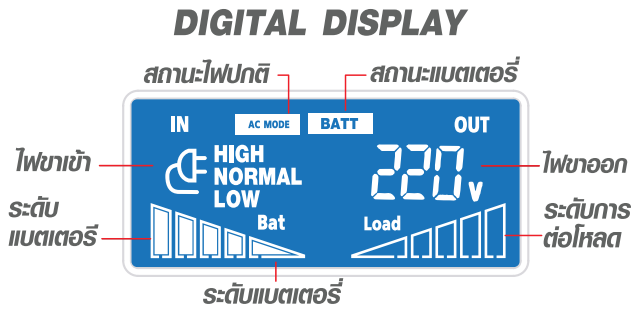 DIGITAL DISPLAY
สถานะไฟปกติ
สถานะแบตเตอรี่
IN
AC MODE
BATT
OUT
ไฟขาเข้า
HIGH
NORMAL
LOW
220v
ไฟขาออก
ระดับ
แบตเตอรี
Bat
Load
ระดับการ
ต่อโหลด
ระดับแบตเตอรี่